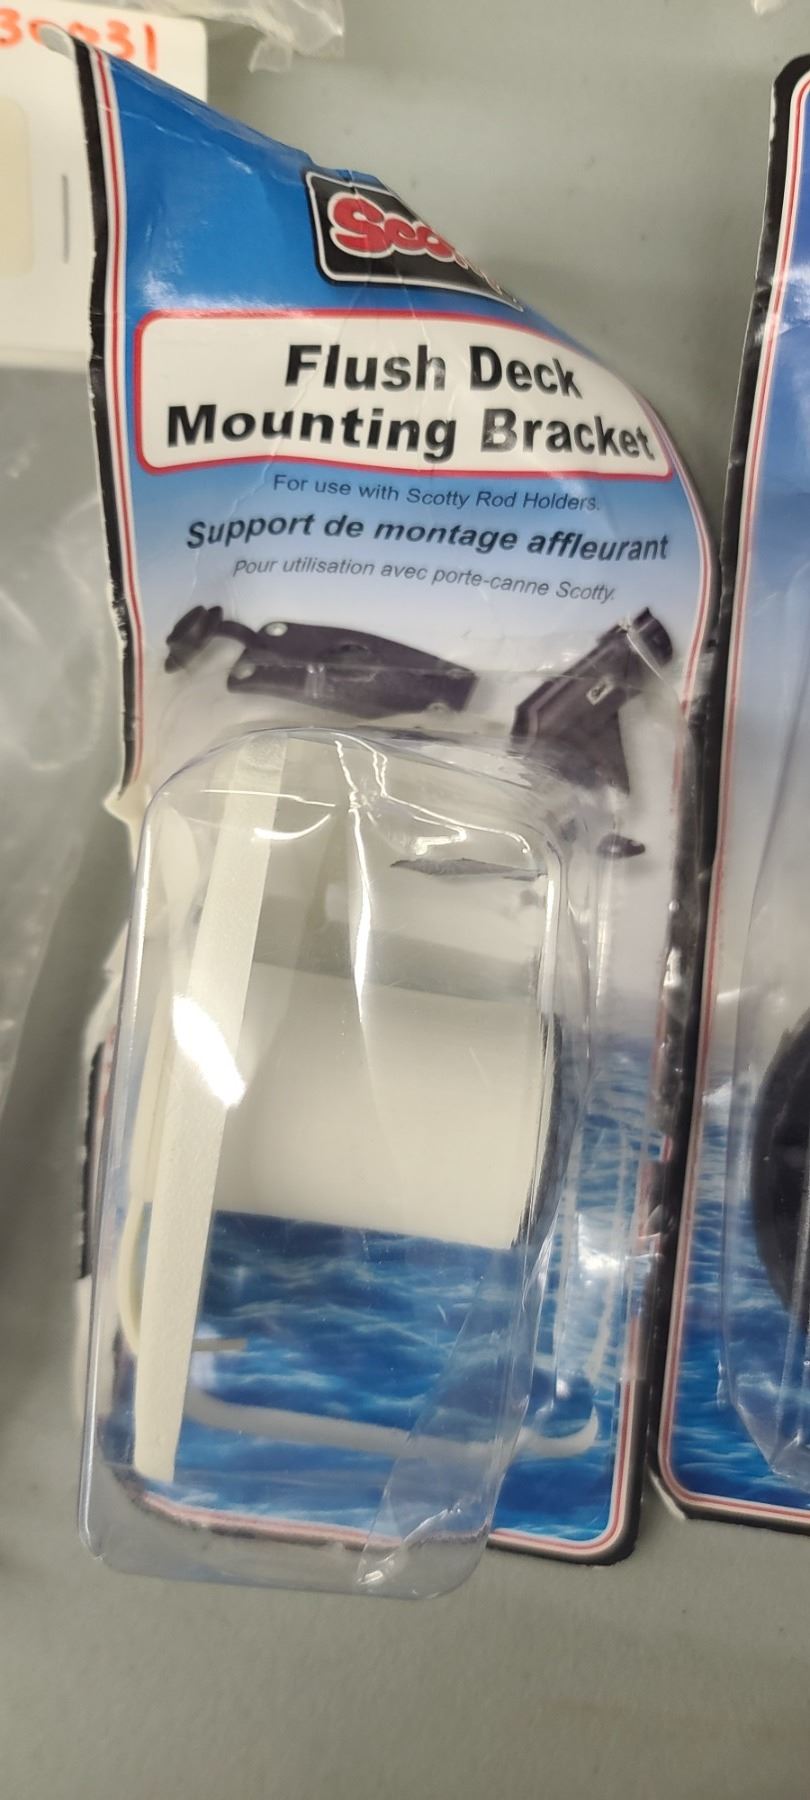 30031
Flush Deck
Mounting Bracket
For use with Scotty Rod Holders.
Support de montage affleurant
Pour utilisation avec porte-canne Scotty.